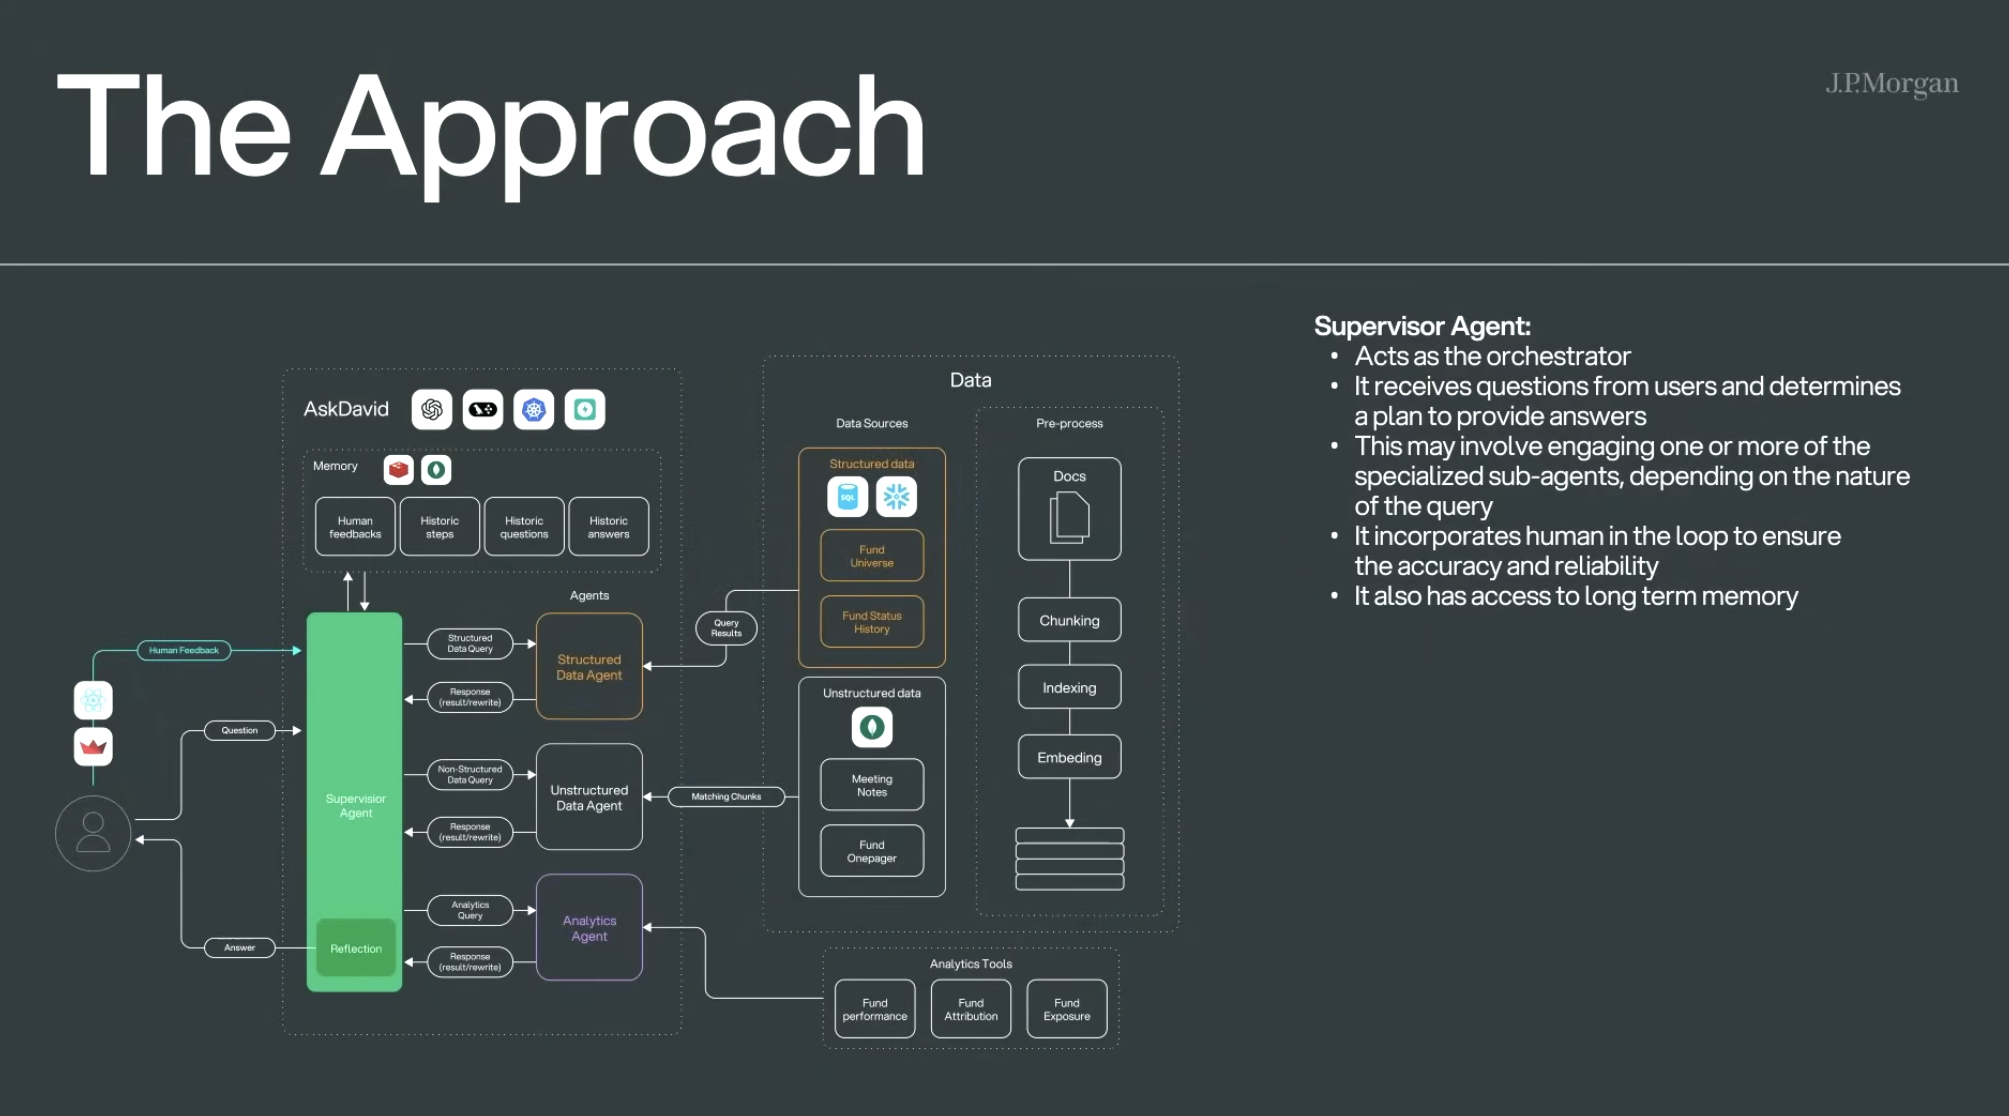 The Approach
J.P.Morgan
Supervisor Agent:
• Acts as the orchestrator
• It receives questions from users and determines
a plan to provide answers
• This may involve engaging one or more of the
specialized sub-agents, depending on the nature
of the query
• It incorporates human in the loop to ensure
the accuracy and reliability
• It also has access to long term memory
AskDavid
Memory
Human
feedbacks
Historic
steps
Historic
questions
Historic
answers
Agents
Human Feedback
Question
Answer
Supervisior
Agent
Reflection
Structured
Data Query
Response
(result/rewrite)
Structured
Data Agent
Non-Structured
Data Query
Response
(result/rewrite)
Unstructured
Data Agent
Analytics
Query
Response
(result/rewrite)
Analytics
Agent
Query
Results
Matching Chunks
Data
Data Sources
Structured data
SQL
Fund
Universe
Fund Status
History
Unstructured data
Meeting
Notes
Fund
Onepager
Pre-process
Docs
Chunking
Indexing
Embeding
Analytics Tools
Fund
performance
Fund
Attribution
Fund
Exposure